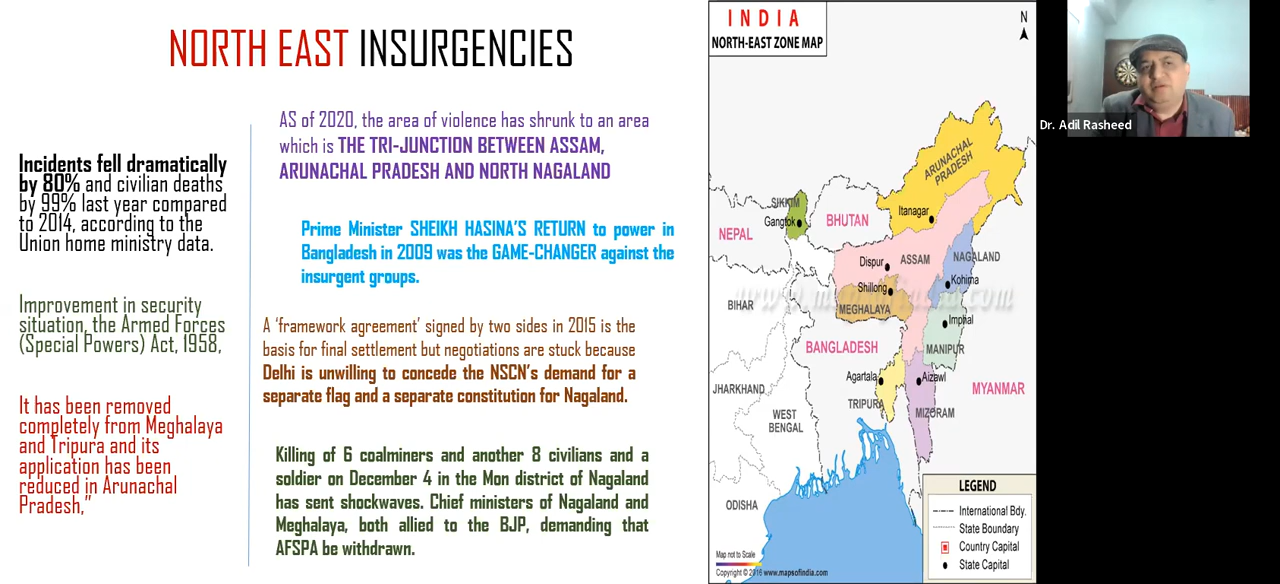 NORTH EAST INSURGENCIES
Incidents fell dramatically
by 80% and civilian deaths
by 99% last year compared
to 2014, according to the
Union home ministry data.
Improvement in security
situation, the Armed Forces
(Special Powers) Act, 1958,
It has been removed
completely from Meghalaya
and Tripura and its
application has been
reduced in Arunachal
Pradesh,”
AS of 2020, the area of violence has shrunk to an area
which is THE TRI-JUNCTION BETWEEN ASSAM,
ARUNACHAL PRADESH AND NORTH NAGALAND
Prime Minister SHEIKH HASINA’S RETURN to power in
Bangladesh in 2009 was the GAME-CHANGER against the
insurgent groups.
A ‘framework agreement’ signed by two sides in 2015 is the
basis for final settlement but negotiations are stuck because
Delhi is unwilling to concede the NSCN’s demand for a
separate flag and a separate constitution for Nagaland.
Killing of 6 coalminers and another 8 civilians and a
soldier on December 4 in the Mon district of Nagaland
has sent shockwaves. Chief ministers of Nagaland and
Meghalaya, both allied to the BJP, demanding that
AFSPA be withdrawn.
INDIA
NORTH-EAST ZONE MAP
N
ARUNACHAL
PRADESH
SIKKIM
Gangtok
Itanagar
BHUTAN
NEPAL
Dispur
ASSAM
NAGALAND
Kohima
Shillong
www.mapsofindia.com
BIHAR
MEGHALAYA
Imphal
BANGLADESH
MANIPUR
Agartala
Aizawl
JHARKHAND
MYANMAR
TRIPURA
MIZORAM
WEST
BENGAL
ODISHA
LEGEND
International Bdy.
State Boundary
Country Capital
State Capital
Map not to Scale
Copyright © 2016 www.mapsofindia.com
Dr. Adil Rasheed